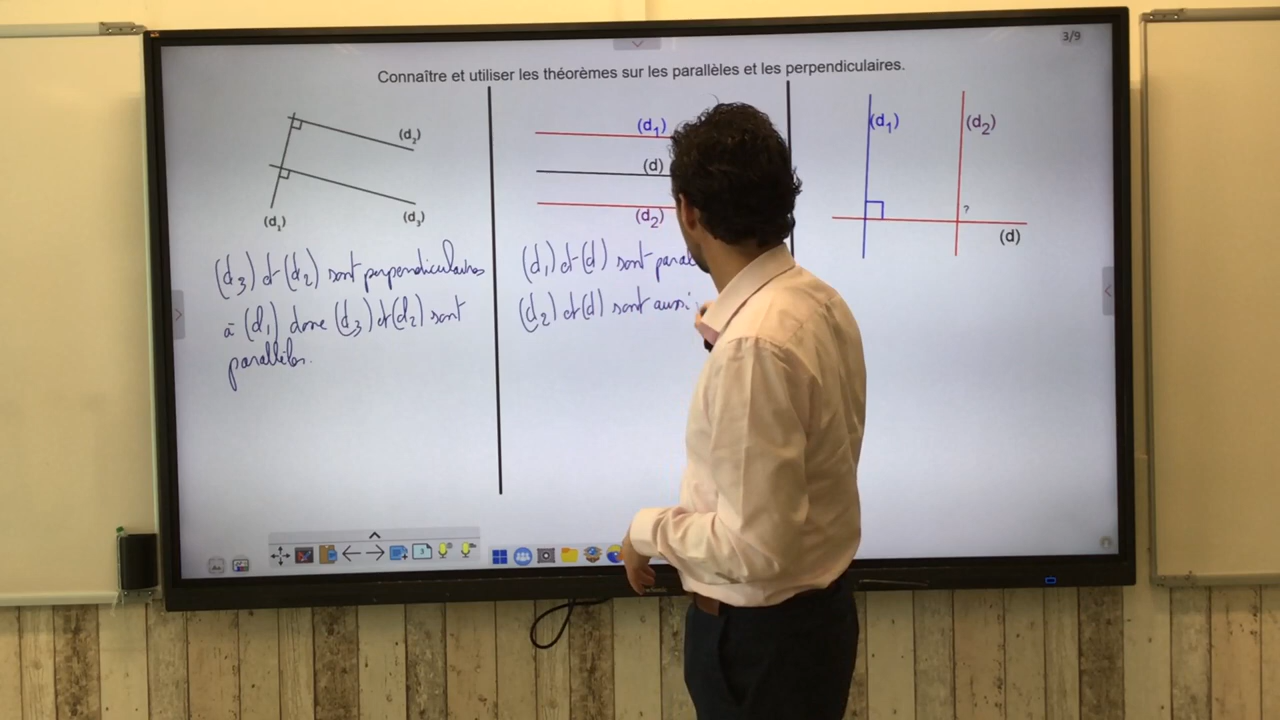 3/9
Connaître et utiliser les théorèmes sur les parallèles et les perpendiculaires.
(d₂)
(d₁)
(d₃)
(d₃) et (d₂) sont perpendiculaires
à (d₁) donc (d₃) et (d₂) sont
parallèles.
(d₁)
(d)
(d₂)
(d₁) et (d) sont paral
(d₂) et (d) sont aussi
(d₁)
(d₂)
?
(d)